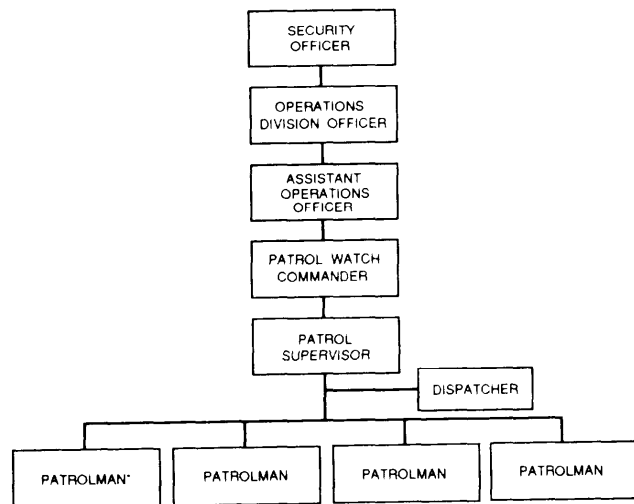 SECURITY
OFFICER
OPERATIONS
DIVISION OFFICER
ASSISTANT
OPERATIONS
OFFICER
PATROL WATCH
COMMANDER
PATROL
SUPERVISOR
DISPATCHER
PATROLMAN*
PATROLMAN
PATROLMAN
PATROLMAN